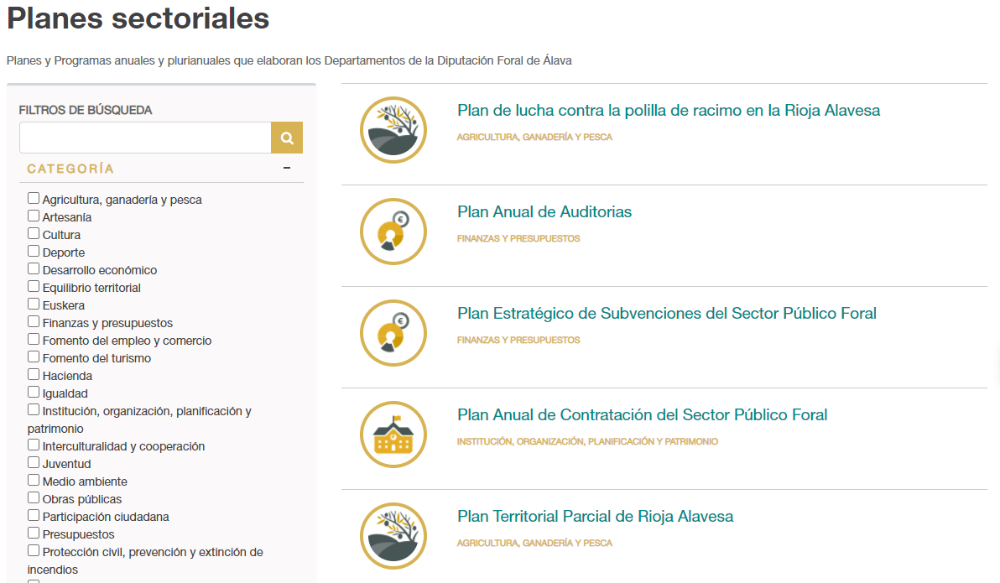 Planes sectoriales
Planes y Programas anuales y plurianuales que elaboran los Departamentos de la Diputación Foral de Álava
FILTROS DE BÚSQUEDA
CATEGORÍA
Agricultura, ganadería y pesca
Artesanía
Cultura
Deporte
Desarrollo económico
Equilibrio territorial
Euskera
Finanzas y presupuestos
Fomento del empleo y comercio
Fomento del turismo
Hacienda
Igualdad
Institución, organización, planificación y
patrimonio
Interculturalidad y cooperación
Juventud
Medio ambiente
Obras públicas
Participación ciudadana
Presupuestos
Protección civil, prevención y extinción de
incendios
Plan de lucha contra la polilla de racimo en la Rioja Alavesa
AGRICULTURA, GANADERÍA Y PESCA
€
Plan Anual de Auditorias
FINANZAS Y PRESUPUESTOS
€
Plan Estratégico de Subvenciones del Sector Público Foral
FINANZAS Y PRESUPUESTOS
Plan Anual de Contratación del Sector Público Foral
INSTITUCIÓN, ORGANIZACIÓN, PLANIFICACIÓN Y PATRIMONIO
Plan Territorial Parcial de Rioja Alavesa
AGRICULTURA, GANADERÍA Y PESCA